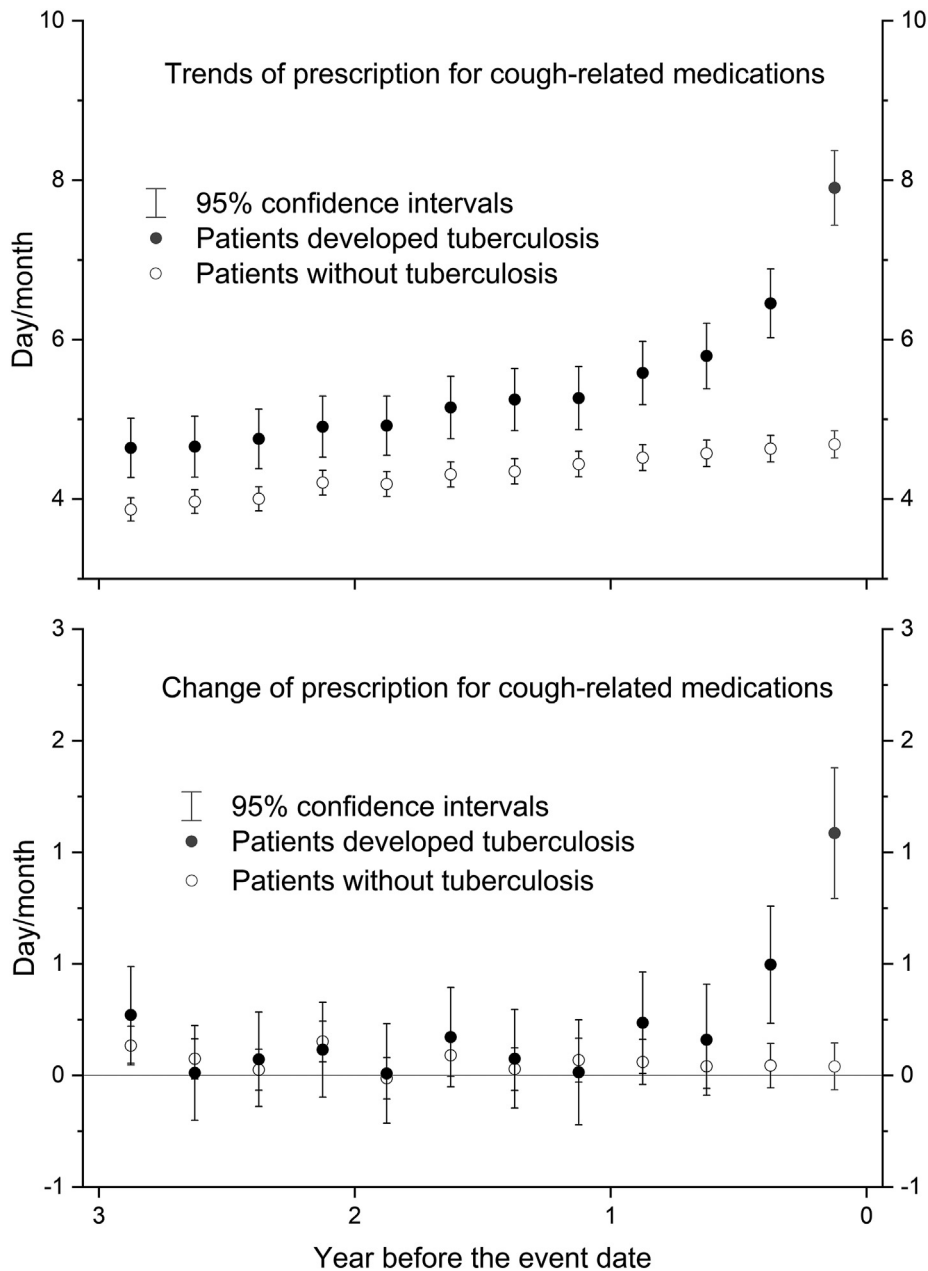 10 10
Trends of prescription for cough-related medications
8 8
95% confidence intervals
Patients developed tuberculosis
Patients without tuberculosis
Day/month
6 6
4 4
3 3
Change of prescription for cough-related medications
2 2
95% confidence intervals
Patients developed tuberculosis
1 1
Patients without tuberculosis
Day/month
1 1
0 0
-1 -1
3 2 1 0
Year before the event date